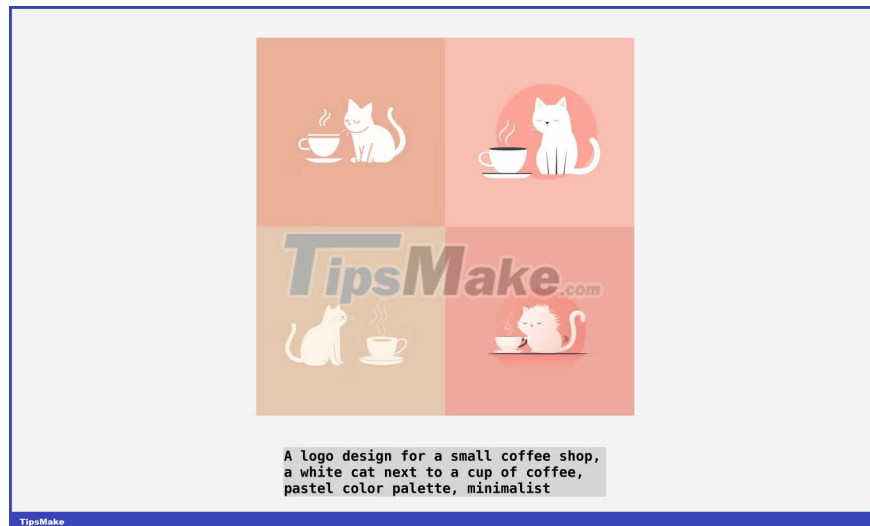 TipsMake.com
A logo design for a small coffee shop,
a white cat next to a cup of coffee,
pastel color palette, minimalist
TipsMake